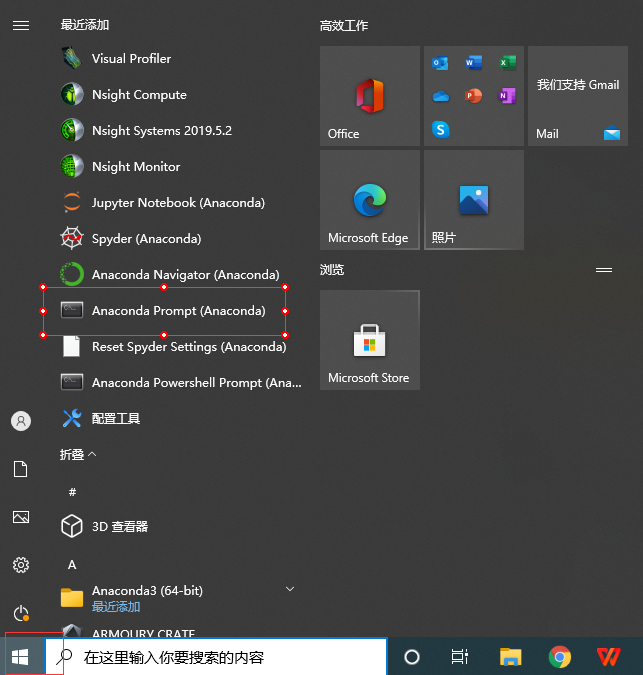 最近添加
Visual Profiler
Nsight Compute
Nsight Systems 2019.5.2
Nsight Monitor
Jupyter Notebook (Anaconda)
Spyder (Anaconda)
Anaconda Navigator (Anaconda)
Anaconda Prompt (Anaconda)
Reset Spyder Settings (Anaconda)
Anaconda Powershell Prompt (Ana...
配置工具
折叠
#
3D 查看器
A
Anaconda3 (64-bit)
最近添加
ARMOURY CRATE
高效工作
Office
我们支持 Gmail
Mail
Microsoft Edge
照片
浏览
Microsoft Store
在这里输入你要搜索的内容